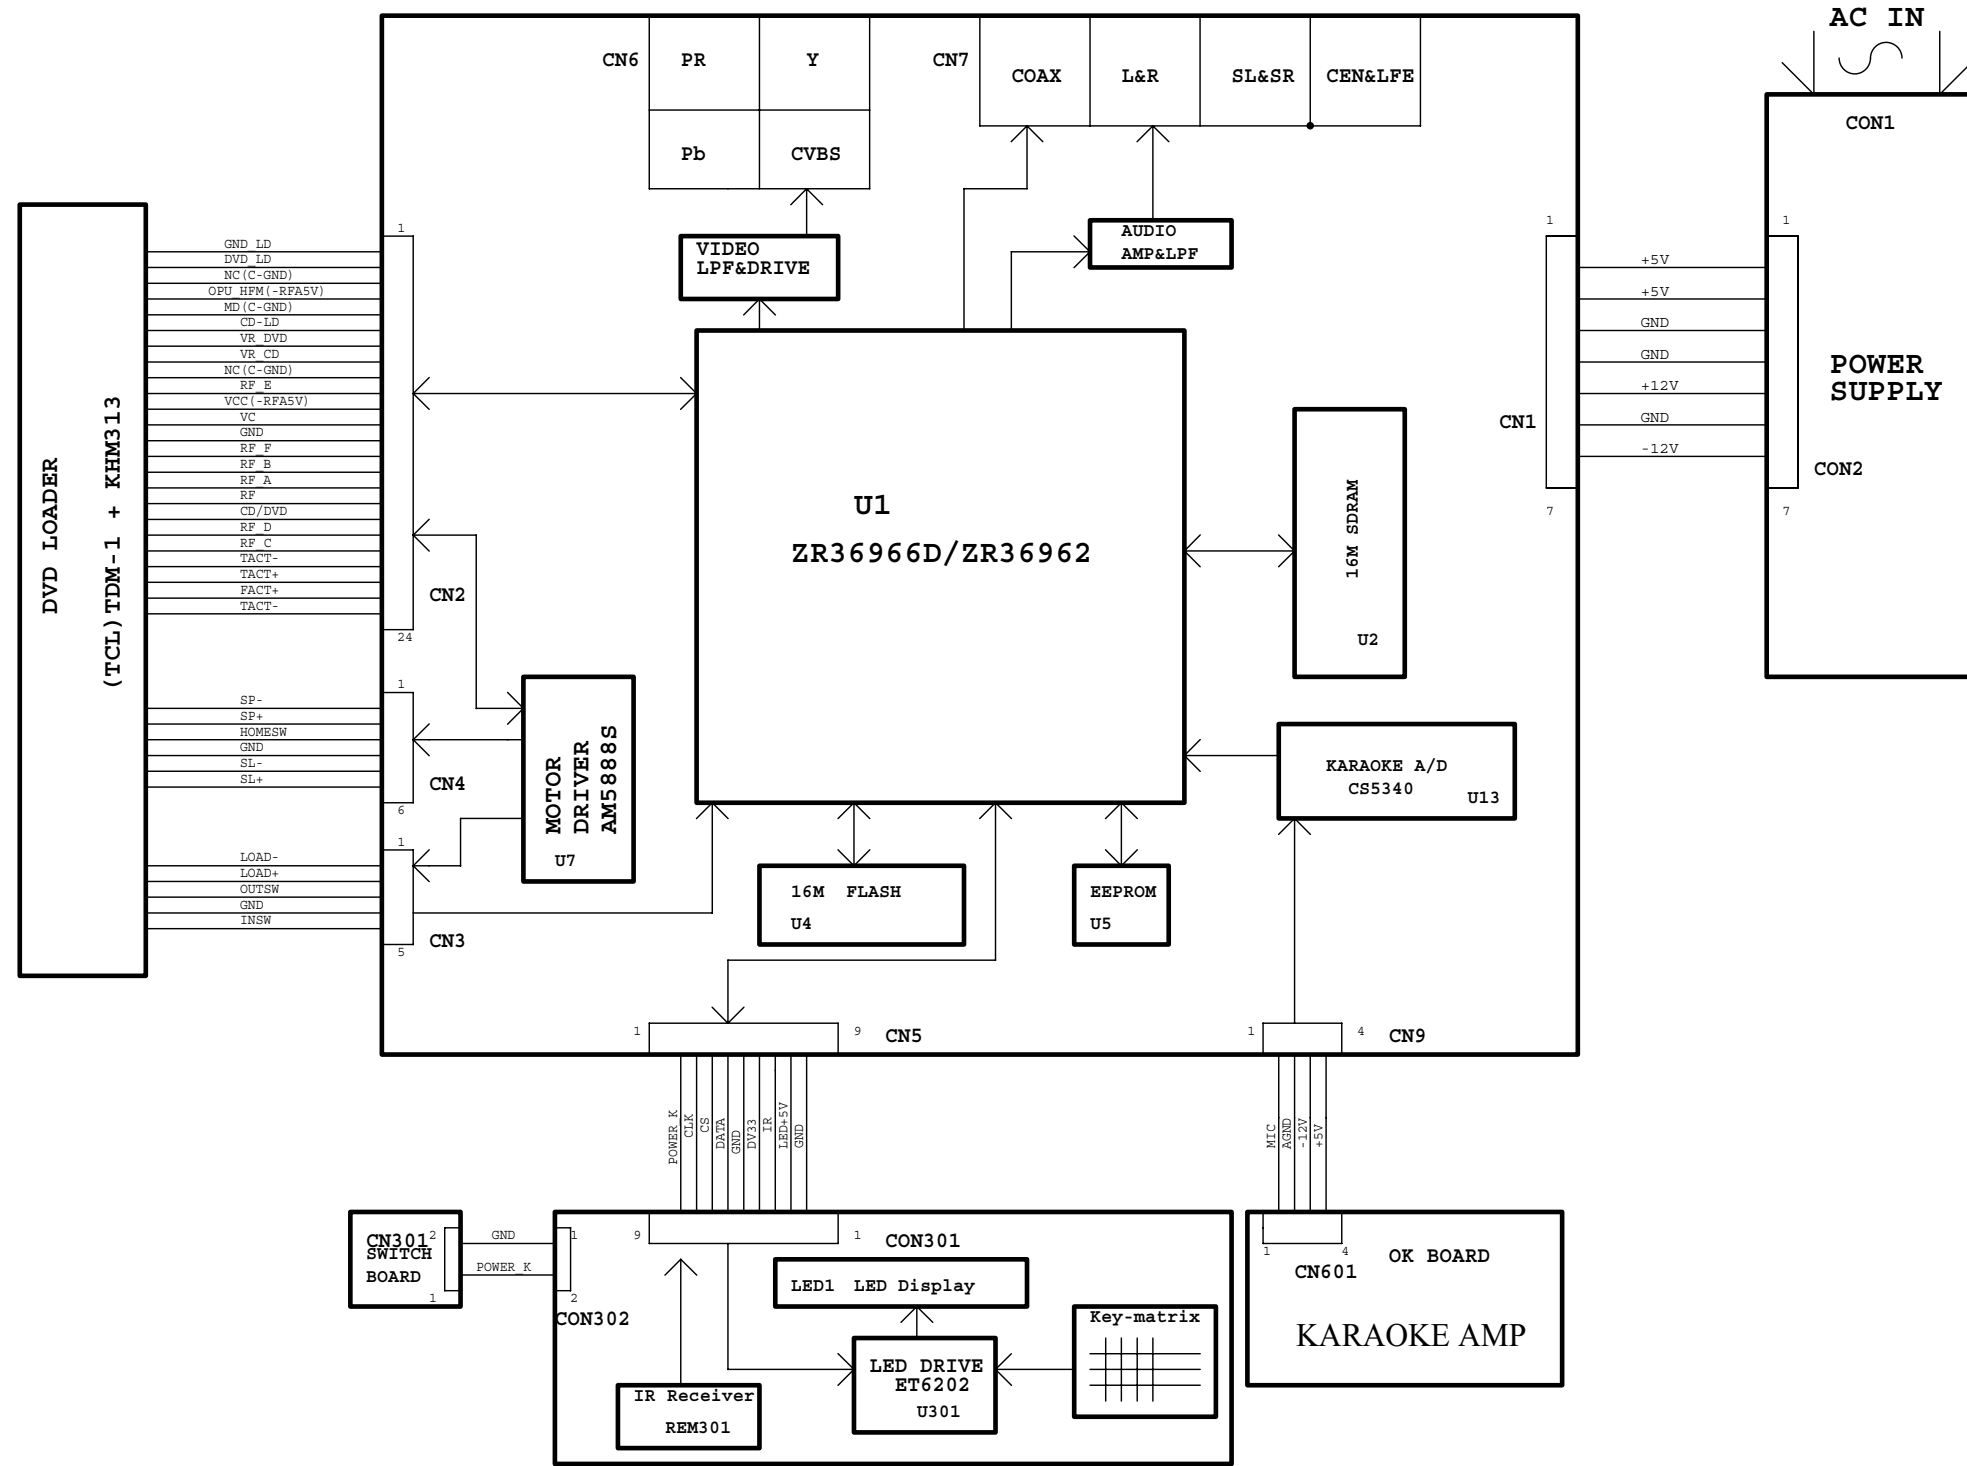 AC IN
CN6
PR
Y
Pb
CVBS
CN7
COAX
L&R
SL&SR
CEN&LFE
CON1
VIDEO
LPF&DRIVE
AUDIO
AMP&LPF
DVD LOADER
(TCL)TDM-1 + KHM313
1
GND_LD
DVD_LD
NC(C-GND)
OPU_HFM(-RFA5V)
MD(C-GND)
CD-LD
VR_DVD
VR_CD
NC(C-GND)
RF_E
VCC(-RFA5V)
VC
GND
RF_F
RF_B
RF_A
RF
CD/DVD
RF_D
RF_C
TACT-
TACT+
FACT+
TACT-
CN2
24
1
SP-
SP+
HOMESW
GND
SL-
SL+
CN4
6
1
LOAD-
LOAD+
OUTSW
GND
INSW
CN3
5
MOTOR
DRIVER
AM5888S
U7
U1
ZR36966D/ZR36962
16M SDRAM
U2
KARAOKE A/D
CS5340
U13
16M FLASH
U4
EEPROM
U5
1
1
+5V
+5V
GND
GND
+12V
GND
-12V
CN1
7
CON2
7
POWER
SUPPLY
1
9
CN5
1
4
CN9
POWER_K
CLK
CS
DATA
GND
DV33
IR
LED+5V
GND
MIC
AGND
-12V
+5V
CN301
2
SWITCH
BOARD
1
GND
POWER_K
1
2
CON302
9
1
CON301
LED1 LED Display
LED DRIVE
ET6202
U301
Key-matrix
IR Receiver
REM301
1
4
CN601
OK BOARD
KARAOKE AMP